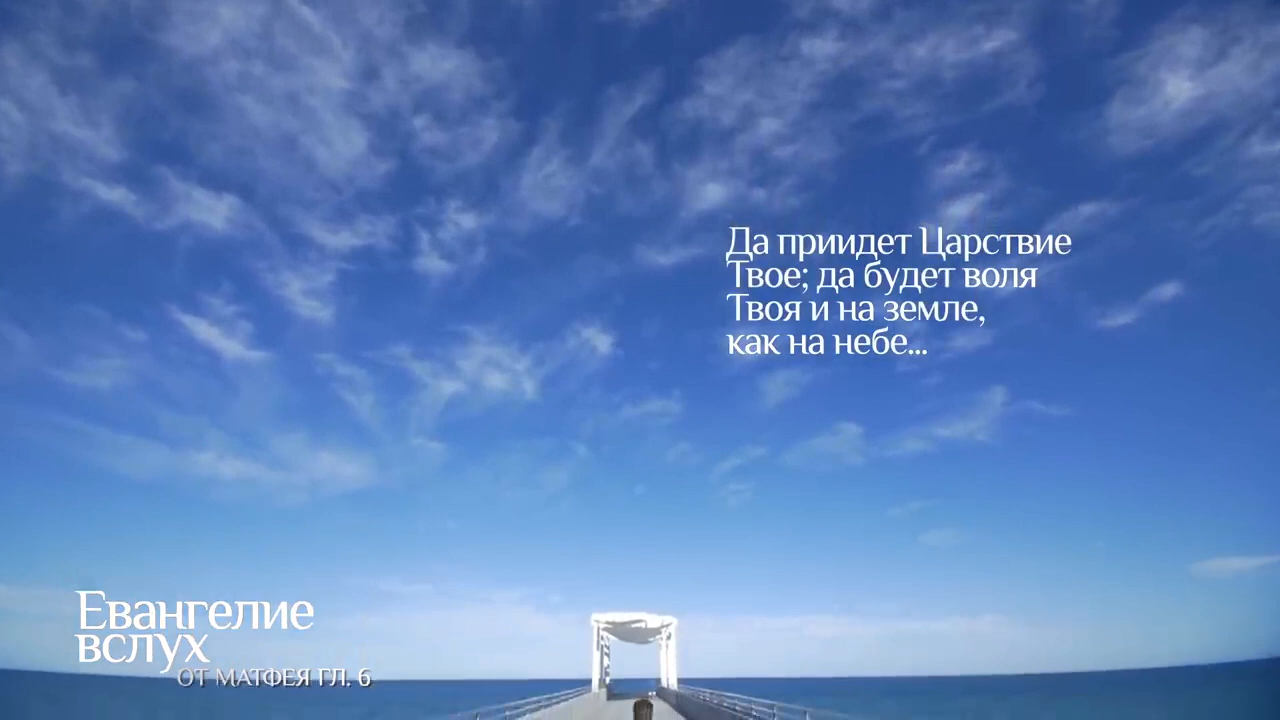 Да приидет Царствие
Твое; да будет воля
Твоя и на земле,
как на небе...
Евангелие
вслух
ОТ МАТФЕЯ ГЛ. 6